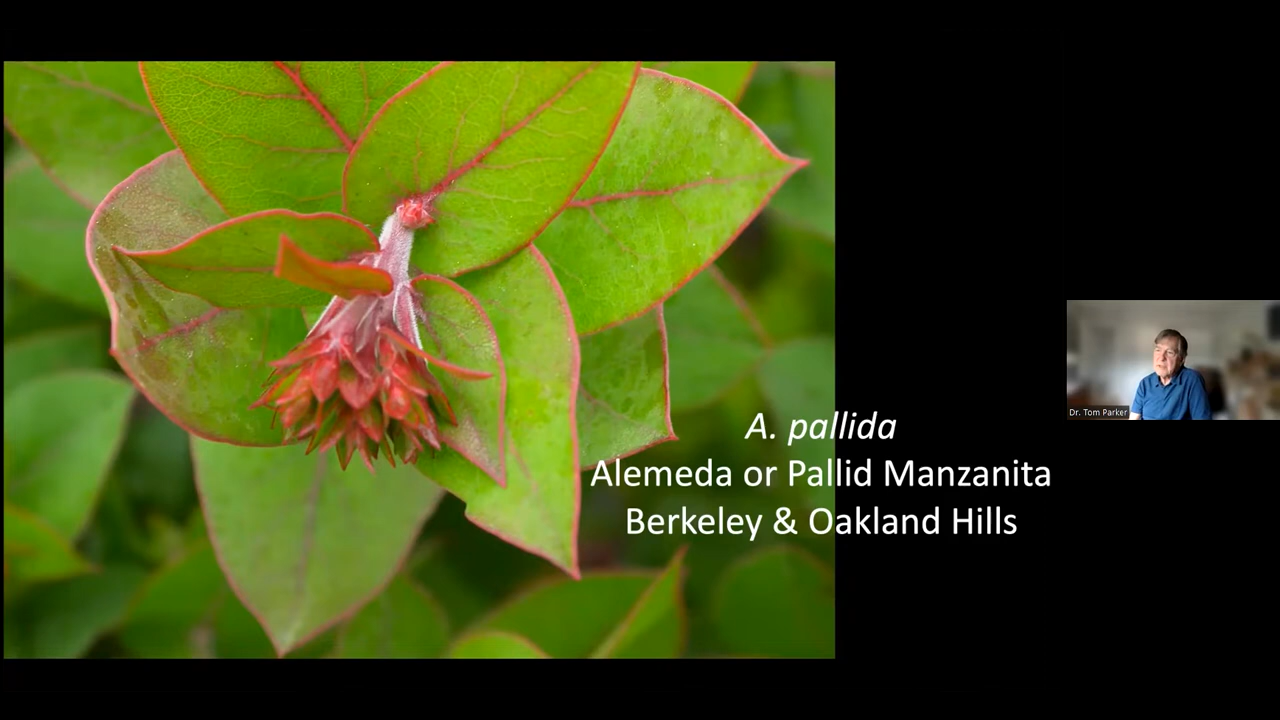 A. pallida
Alemeda or Pallid Manzanita
Berkeley & Oakland Hills
Dr. Tom Parker